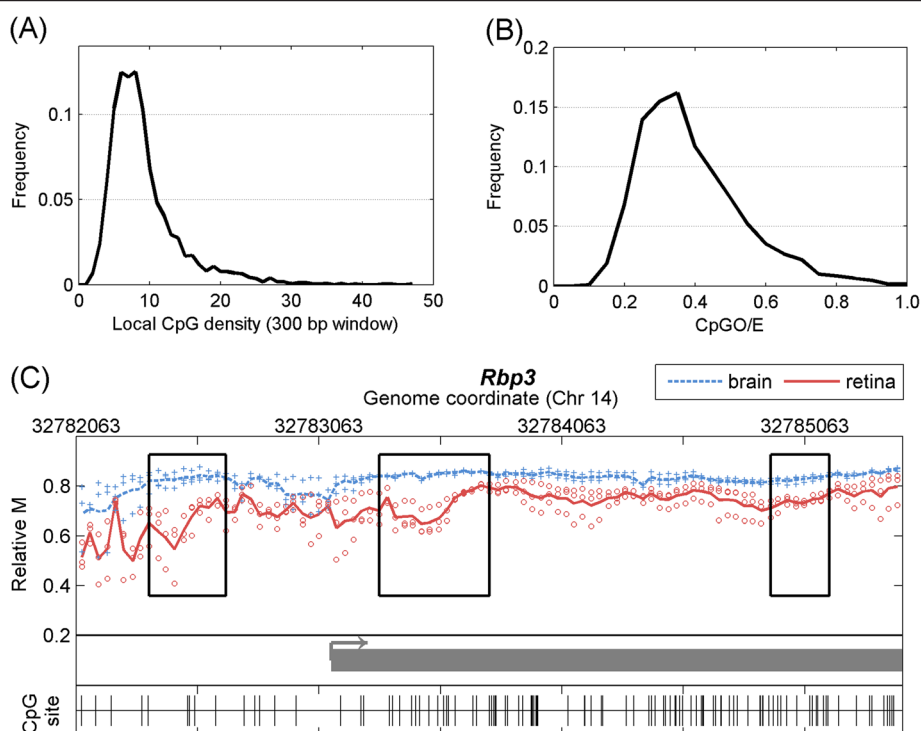 (A)
Frequency
0.1
0.05
0
0 10 20 30 40 50
Local CpG density (300 bp window)
(B)
Frequency
0.2
0.15
0.1
0.05
0
0 0.2 0.4 0.6 0.8 1.0
CpGO/E
(C)
Rbp3
Genome coordinate (Chr 14)
brain retina
32782063 32783063 32784063 32785063
Relative M
0.8
0.6
0.4
0.2
CpG
site